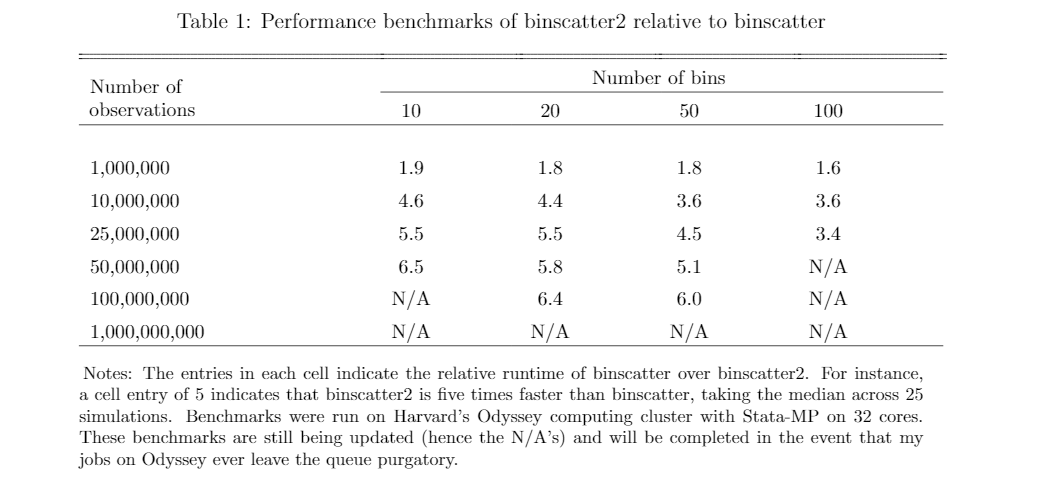 Table 1: Performance benchmarks of binscatter2 relative to binscatter
Number of observations
Number of bins
10 20 50 100
1,000,000 1.9 1.8 1.8 1.6
10,000,000 4.6 4.4 3.6 3.6
25,000,000 5.5 5.5 4.5 3.4
50,000,000 6.5 5.8 5.1 N/A
100,000,000 N/A 6.4 6.0 N/A
1,000,000,000 N/A N/A N/A N/A
Notes: The entries in each cell indicate the relative runtime of binscatter over binscatter2. For instance,
a cell entry of 5 indicates that binscatter2 is five times faster than binscatter, taking the median across 25
simulations. Benchmarks were run on Harvard's Odyssey computing cluster with Stata-MP on 32 cores.
These benchmarks are still being updated (hence the N/A's) and will be completed in the event that my
jobs on Odyssey ever leave the queue purgatory.